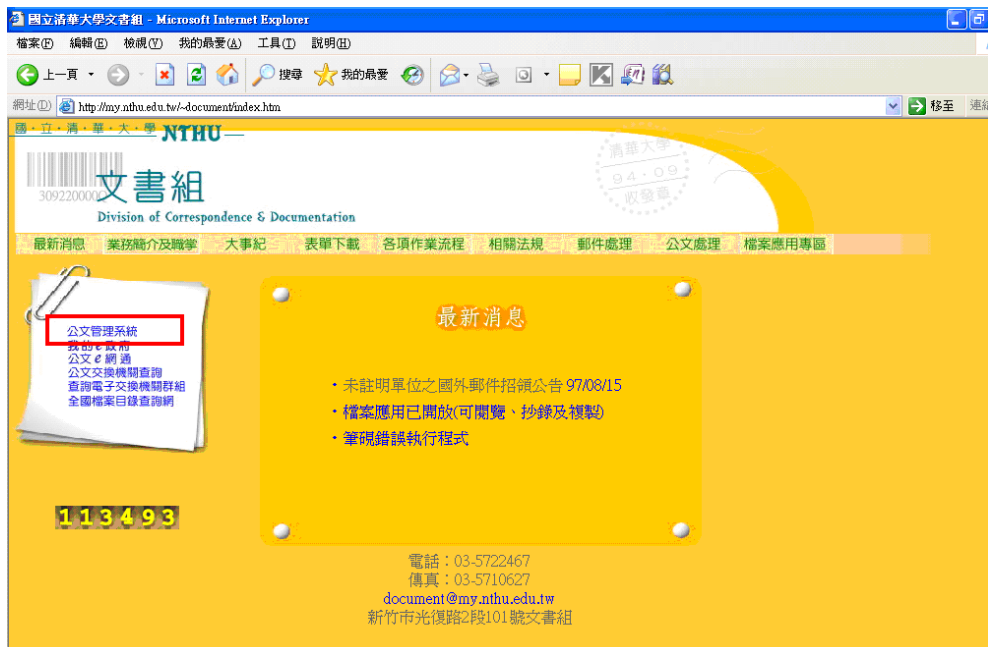 國立清華大學文書組 - Microsoft Internet Explorer
檔案(F) 編輯(E) 檢視(V) 我的最愛(A) 工具(T) 說明(H)
上一頁 搜尋 我的最愛
網址(D) http://my.nthu.edu.tw/~document/index.htm 移至 連結
國‧立‧清‧華‧大‧學 NTHU
清華大學
94.09
收發章
309220000
文書組
Division of Correspondence & Documentation
最新消息 業務簡介及職掌 大事紀 表單下載 各項作業流程 相關法規 郵件處理 公文處理 檔案應用專區
最新消息
公文管理系統
我的e政府
公文e網通
公文交換機關查詢
查詢電子交換機關群組
全國檔案目錄查詢網
‧未註明單位之國外郵件招領公告 97/08/15
‧檔案應用已開放(可閱覽、抄錄及複製)
‧筆硯錯誤執行程式
113493
電話：03-5722467
傳真：03-5710627
document@my.nthu.edu.tw
新竹市光復路2段101號文書組